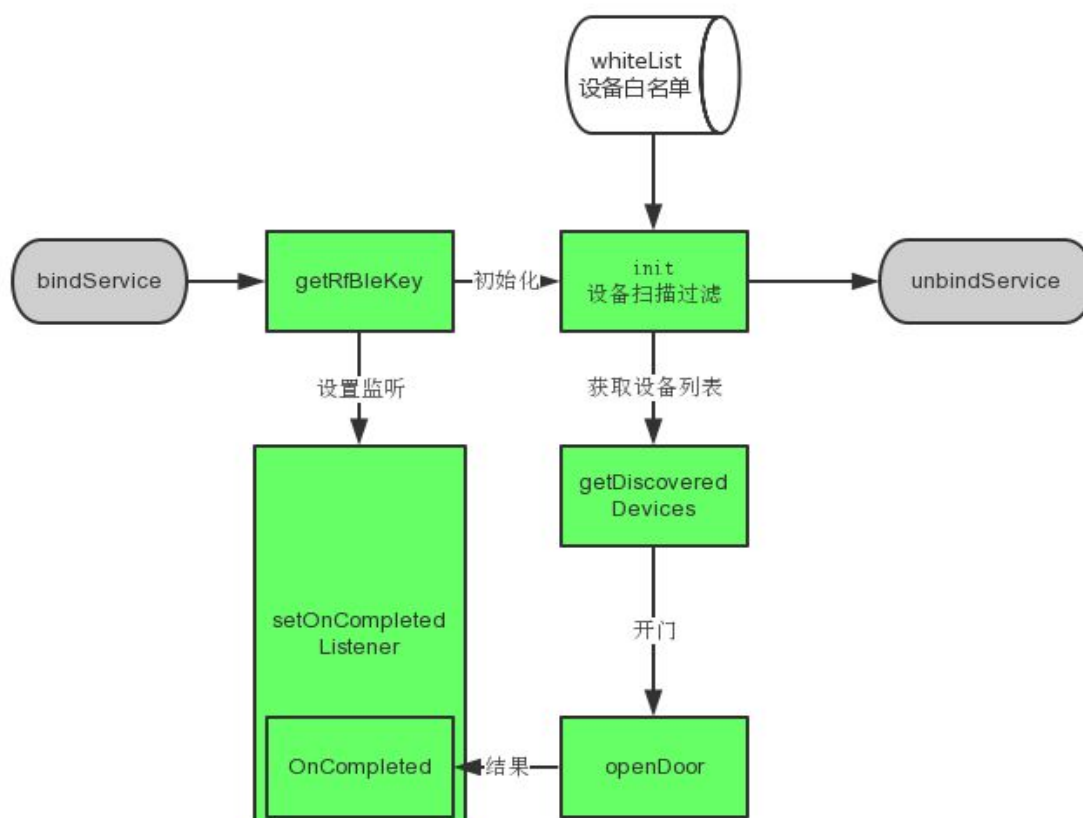 whiteList
设备白名单
bindService
getRfBleKey
初始化
init
设备扫描过滤
unbindService
设置监听
获取设备列表
getDiscovered
Devices
setOnCompleted
Listener
开门
OnCompleted
结果
openDoor